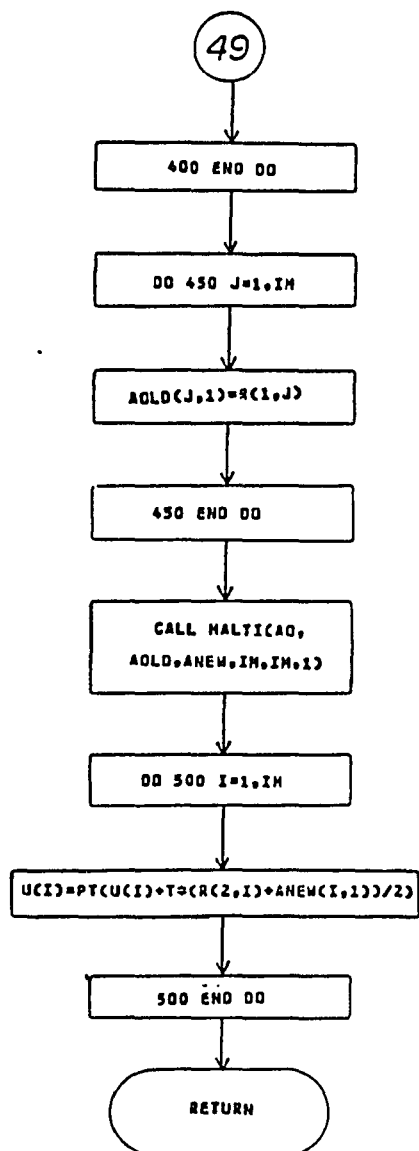 49
400 END DO
DO 450 J=1,IM
AOLD(J,1)=R(1,J)
450 END DO
CALL MALTI(AO,
AOLD,ANEW,IM,IM,1)
DO 500 I=1,IM
U(I)=PT(U(I)+T*(R(2,I)+ANEW(I,1))/2)
500 END DO
RETURN